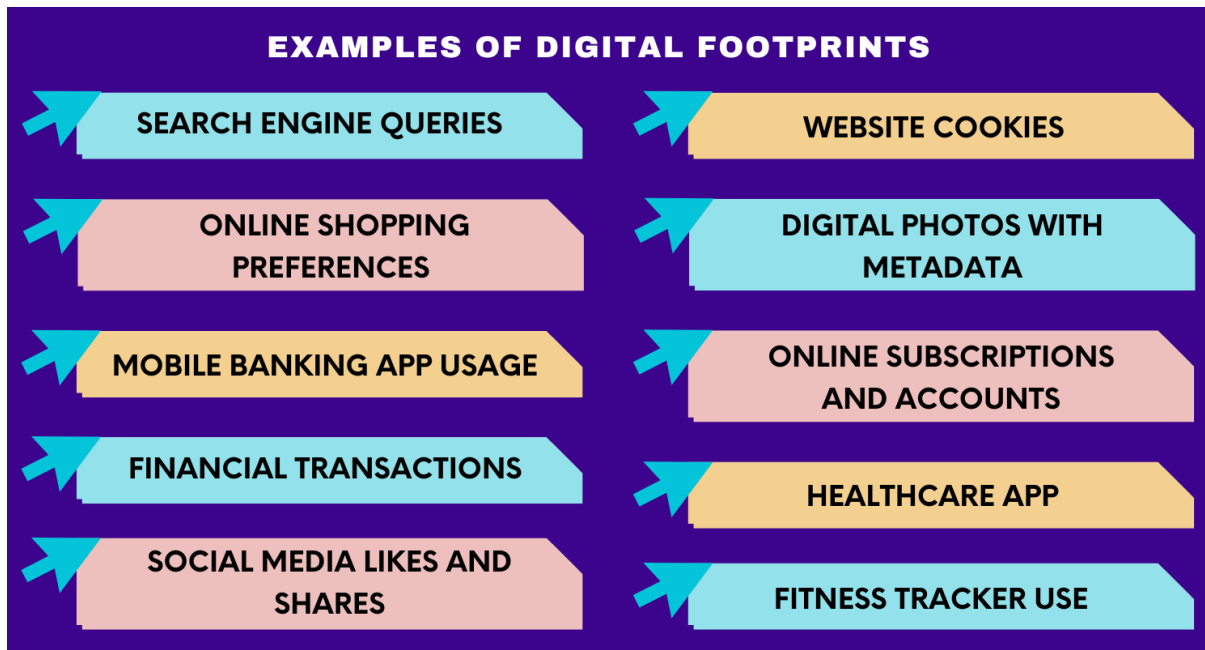 EXAMPLES OF DIGITAL FOOTPRINTS
SEARCH ENGINE QUERIES
ONLINE SHOPPING
PREFERENCES
MOBILE BANKING APP USAGE
FINANCIAL TRANSACTIONS
SOCIAL MEDIA LIKES AND
SHARES
WEBSITE COOKIES
DIGITAL PHOTOS WITH
METADATA
ONLINE SUBSCRIPTIONS
AND ACCOUNTS
HEALTHCARE APP
FITNESS TRACKER USE